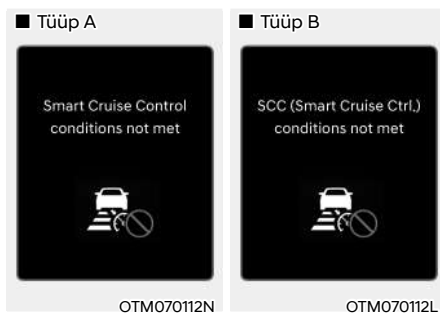 ■ Tüüp A
Smart Cruise Control
conditions not met
OTM070112N
■ Tüüp B
SCC (Smart Cruise Ctrl.)
conditions not met
OTM070112L